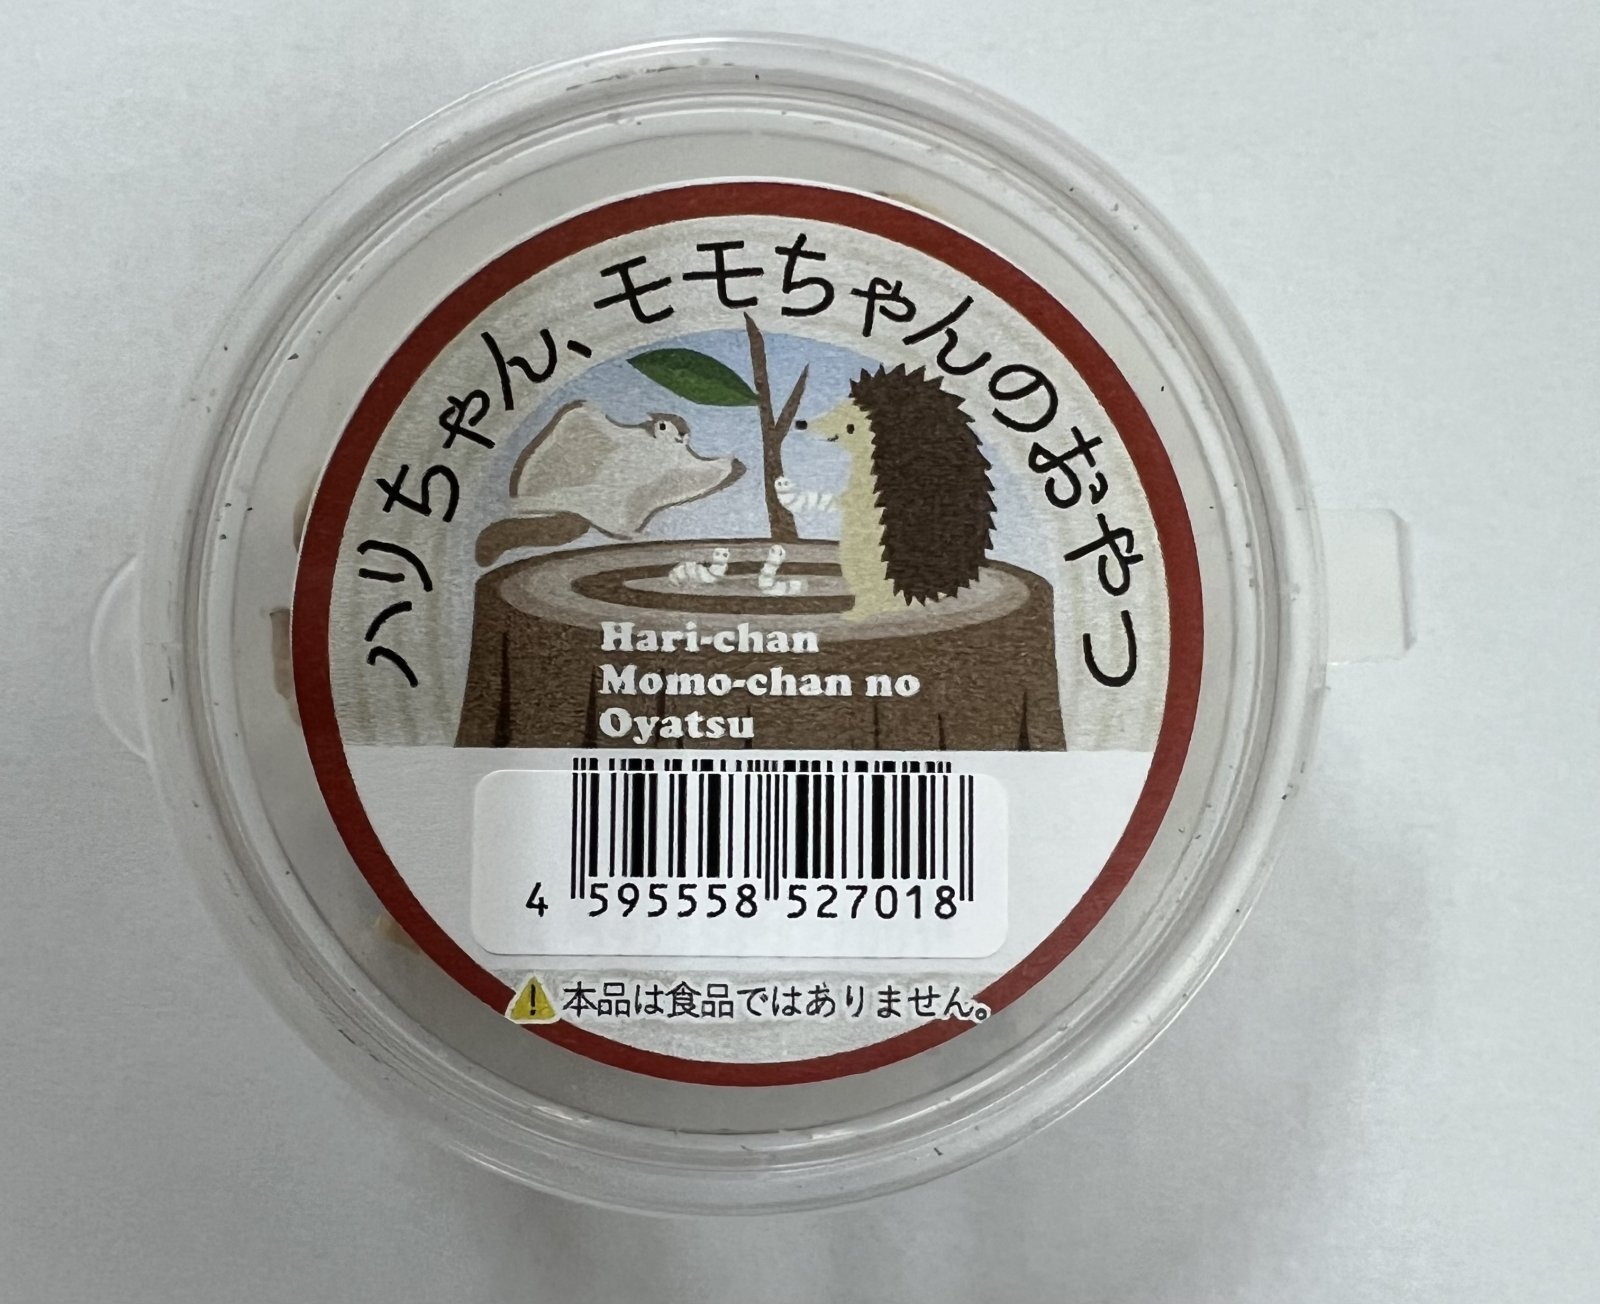 ハリちゃん、モモちゃんのおやつ
Hari-chan
Momo-chan no
Oyatsu
4 595558 527018
本品は食品ではありません。